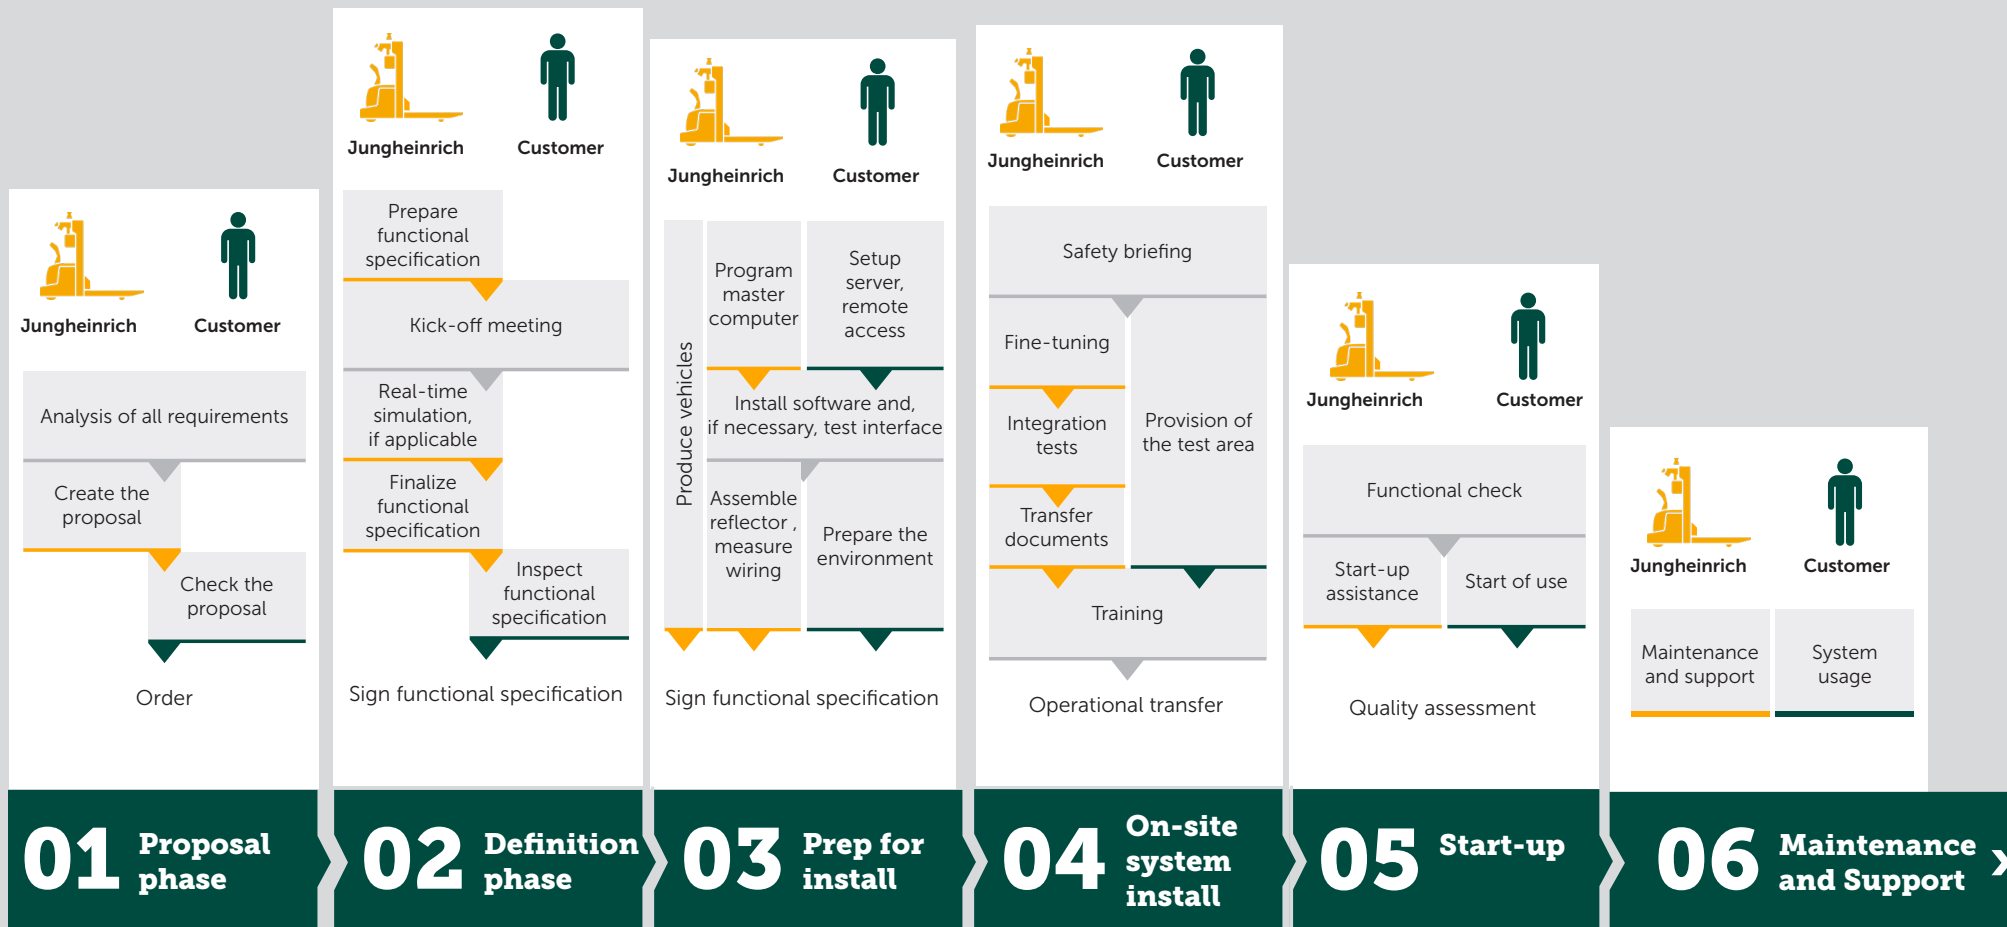 Jungheinrich
Customer
Analysis of all requirements
Create the
proposal
Check the
proposal
Order
01
Proposal
phase
Jungheinrich
Customer
Prepare
functional
specification
Kick-off meeting
Real-time
simulation,
if applicable
Finalize
functional
specification
Inspect
functional
specification
Sign functional specification
02
Definition
phase
Jungheinrich
Customer
Produce vehicles
Program
master
computer
Setup
server,
remote
access
Install software and,
if necessary, test interface
Assemble
reflector ,
measure
wiring
Prepare the
environment
Sign functional specification
03
Prep for
install
Jungheinrich
Customer
Safety briefing
Fine-tuning
Integration
tests
Transfer
documents
Provision of
the test area
Training
Operational transfer
04
On-site
system
install
Jungheinrich
Customer
Functional check
Start-up
assistance
Start of use
Quality assessment
05
Start-up
Jungheinrich
Customer
Maintenance
and support
System
usage
06
Maintenance
and Support